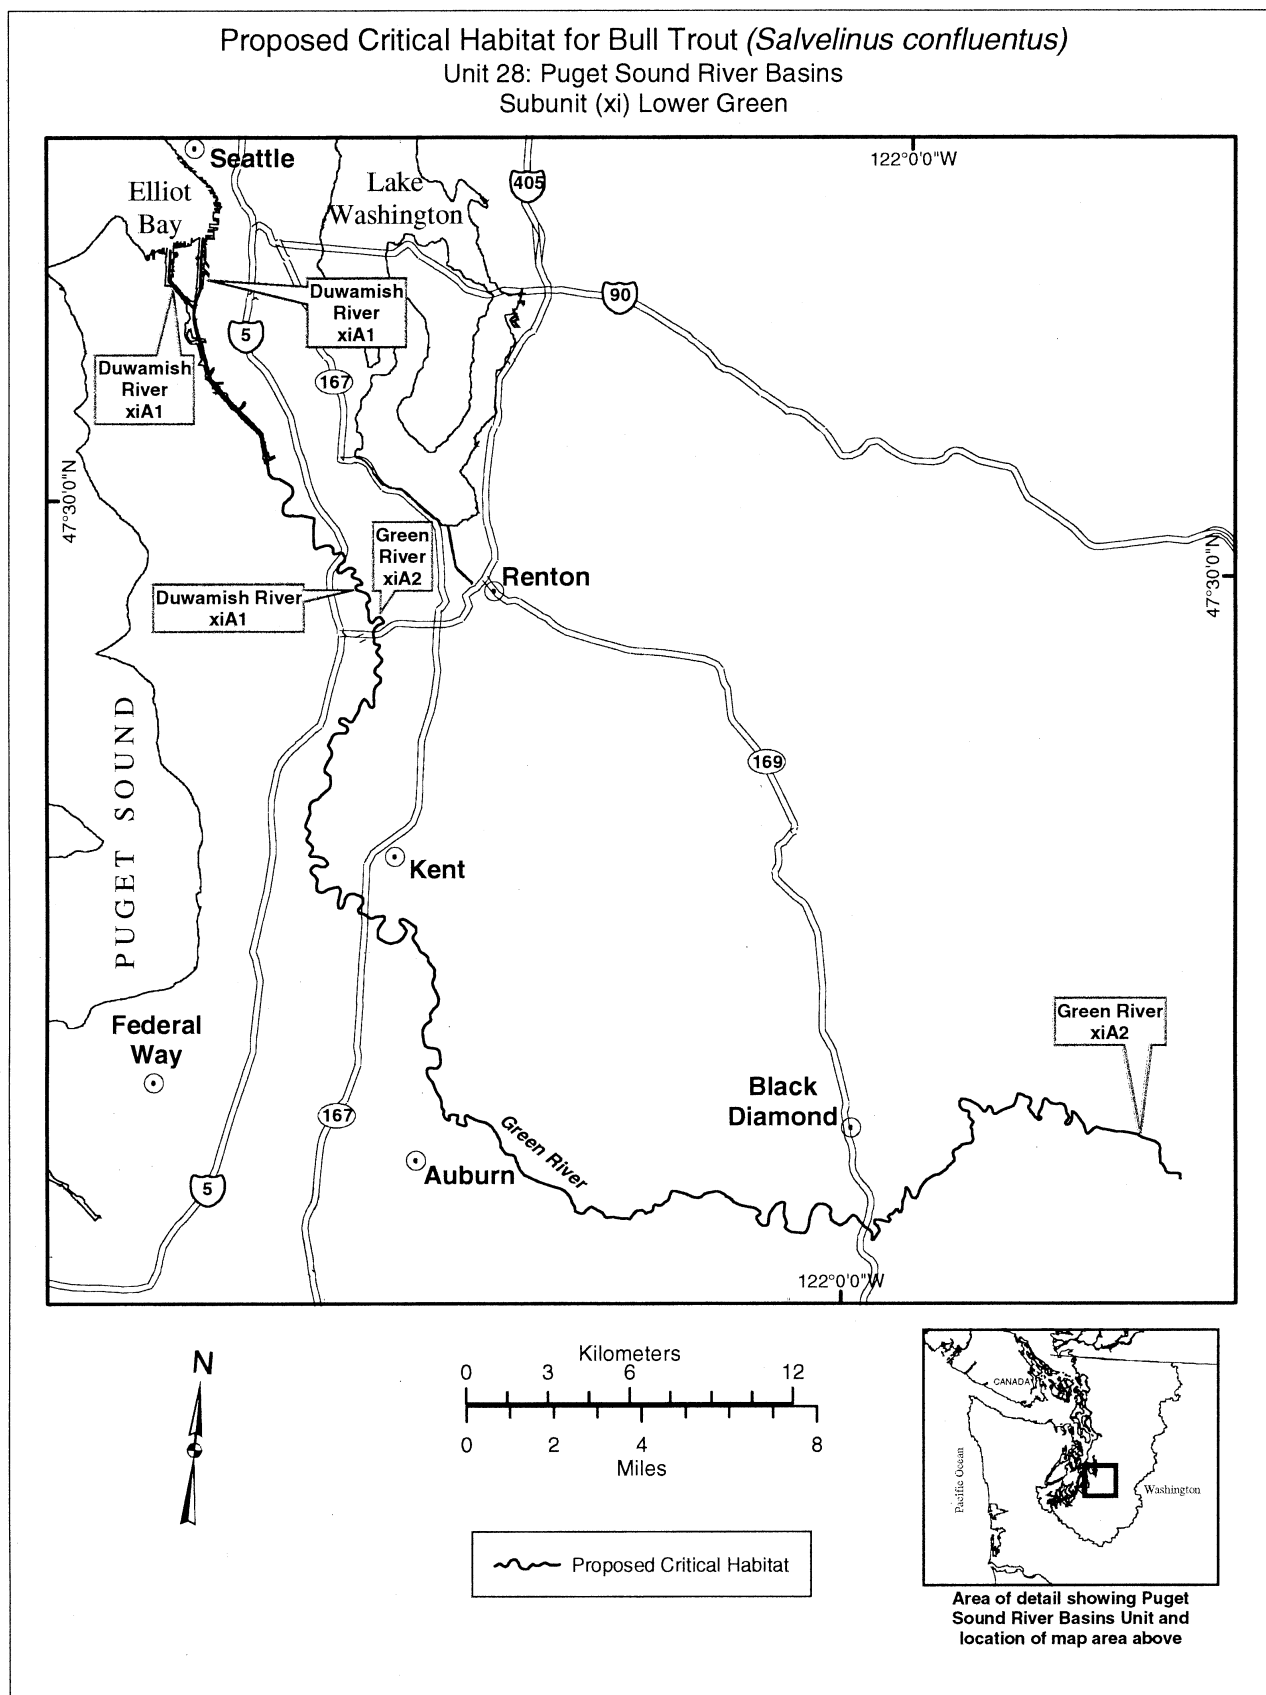 Proposed Critical Habitat for Bull Trout (Salvelinus confluentus)
Unit 28: Puget Sound River Basins
Subunit (xi) Lower Green
Seattle
Elliot
Bay
Lake
Washington
405
122°0'0"W
Duwamish
River
xiA1
90
5
Duwamish
River
xiA1
167
47°30'0"N
Green
River
xiA2
47°30'0"N
Renton
Duwamish River
xiA1
PUGET SOUND
169
Kent
Federal
Way
Green River
xiA2
Black
Diamond
167
Green River
Auburn
5
122°0'0"W
N
Kilometers
0 3 6 12
0 2 4 8
Miles
Proposed Critical Habitat
CANADA
Pacific Ocean
Washington
Area of detail showing Puget
Sound River Basins Unit and
location of map area above